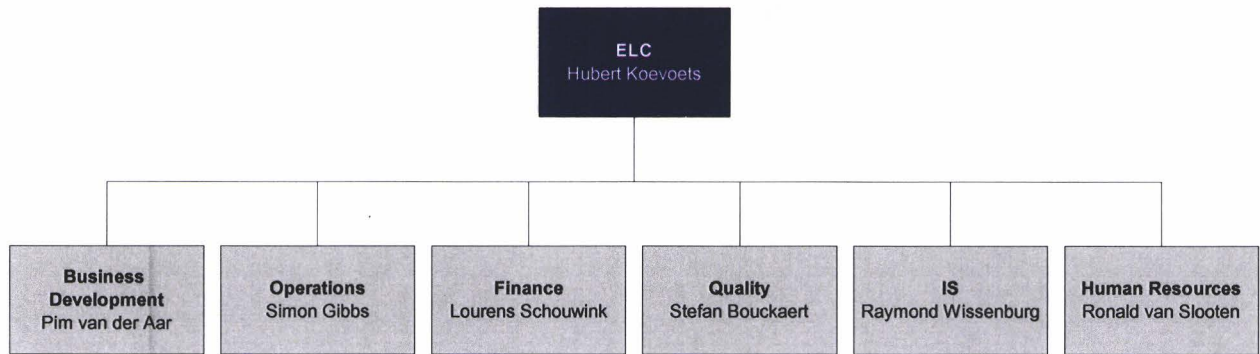 ELC
Hubert Koevoets
Business
Development
Pim van der Aar
Operations
Simon Gibbs
Finance
Lourens Schouwink
Quality
Stefan Bouckaert
IS
Raymond Wissenburg
Human Resources
Ronald van Slooten